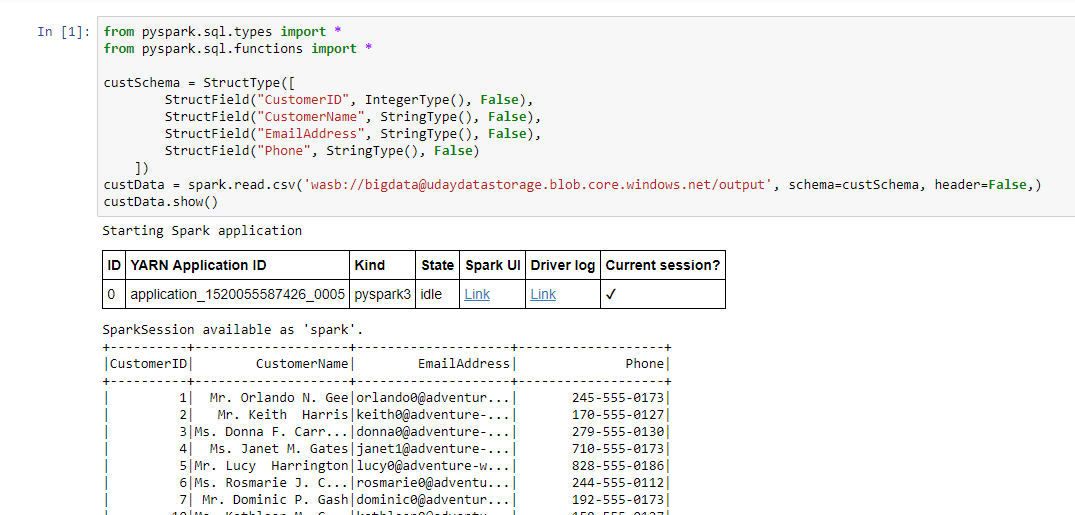 In [1]:
from pyspark.sql.types import *
from pyspark.sql.functions import *
custSchema = StructType([
        StructField("CustomerID", IntegerType(), False),
        StructField("CustomerName", StringType(), False),
        StructField("EmailAddress", StringType(), False),
        StructField("Phone", StringType(), False)
    ])
custData = spark.read.csv('wasb://bigdata@udaydatastorage.blob.core.windows.net/output', schema=custSchema, header=False,)
custData.show()
Starting Spark application
ID YARN Application ID Kind State Spark UI Driver log Current session?
0 application_1520055587426_0005 pyspark3 idle Link Link ✓
SparkSession available as 'spark'.
+----------+--------------------+--------------------+------------------+
|CustomerID|        CustomerName|        EmailAddress|             Phone|
+----------+--------------------+--------------------+------------------+
|         1|  Mr. Orlando N. Gee|orlando0@adventur...|      245-555-0173|
|         2|   Mr. Keith  Harris|keith0@adventure-...|      170-555-0127|
|         3|Ms. Donna F. Carr...|donna0@adventure-...|      279-555-0130|
|         4|  Ms. Janet M. Gates|janet1@adventure-...|      710-555-0173|
|         5|Mr. Lucy  Harrington|lucy0@adventure-w...|      828-555-0186|
|         6|Ms. Rosmarie J. C...|rosmarie0@adventu...|      244-555-0112|
|         7| Mr. Dominic P. Gash|dominic0@adventur...|      192-555-0173|